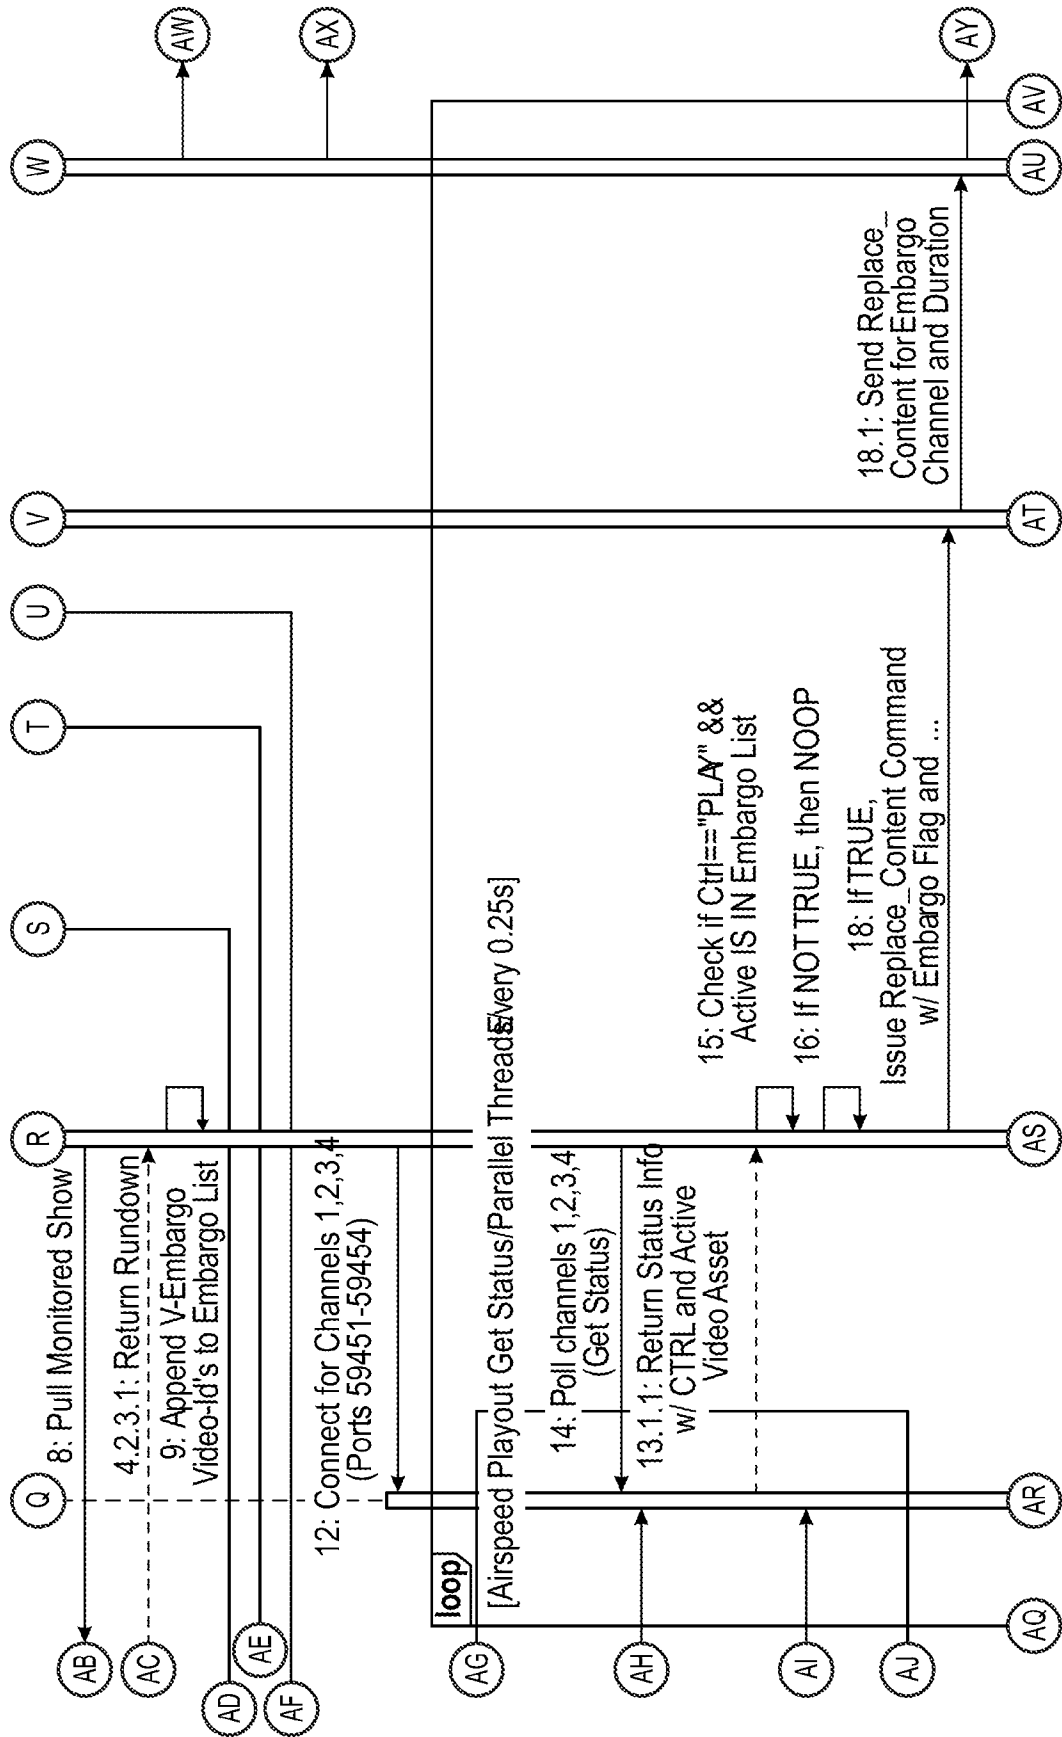 Q
R
S
T
U
V
W
AB
8: Pull Monitored Show
AC
4.2.3.1: Return Rundown
9: Append V-Embargo
Video-Id's to Embargo List
AW
AD
AE
AF
AX
12: Connect for Channels 1,2,3,4
(Ports 59451-59454)
loop
AG
[Airspeed Playout Get Status/Parallel Threads/Every 0.25s]
14: Poll channels 1,2,3,4
(Get Status)
AH
13.1.1: Return Status Info
w/ CTRL and Active
Video Asset
15: Check if Ctrl=="PLAY" &&
Active IS IN Embargo List
AI
16: If NOT TRUE, then NOOP
AJ
18: If TRUE,
Issue Replace_Content Command
w/ Embargo Flag and ...
18.1: Send Replace_
Content for Embargo
Channel and Duration
AY
AQ
AR
AS
AT
AU
AV